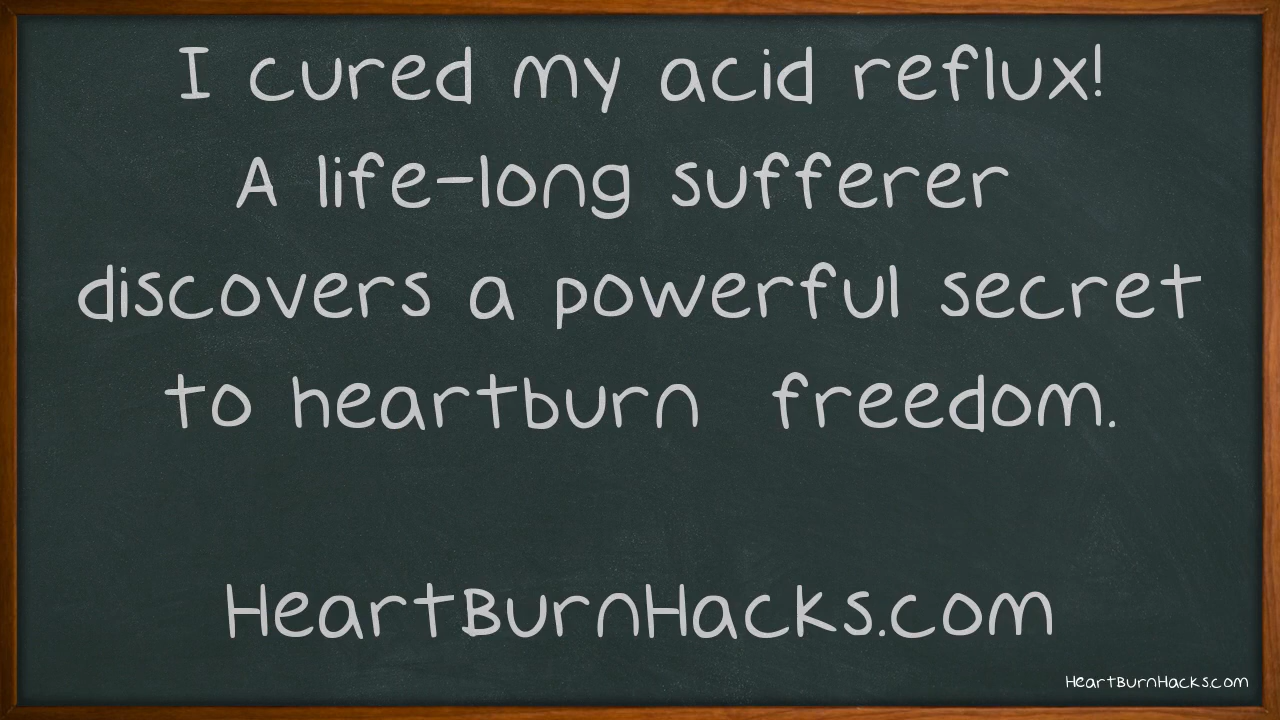 I cured my acid reflux!
A life-long sufferer
discovers a powerful secret
to heartburn freedom.
HeartBurnHacks.com
HeartBurnHacks.com